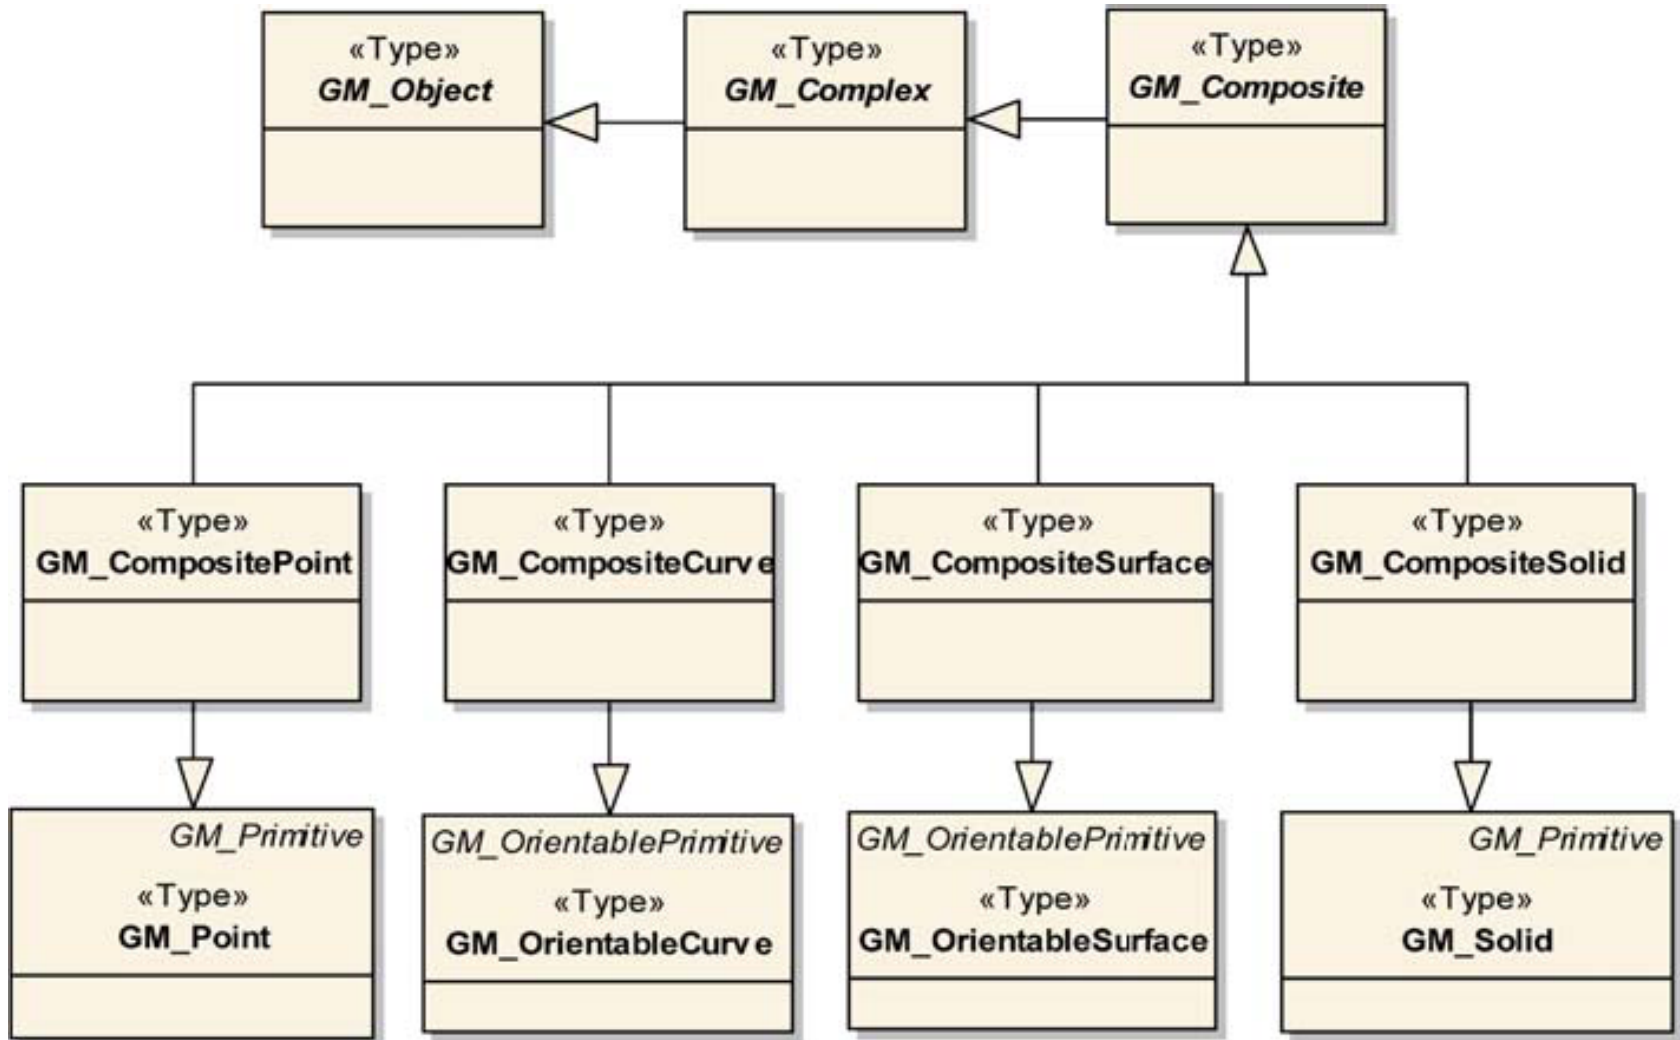 «Type»
GM_Object
«Type»
GM_Complex
«Type»
GM_Composite
«Type»
GM_CompositePoint
«Type»
GM_CompositeCurve
«Type»
GM_CompositeSurface
«Type»
GM_CompositeSolid
GM_Primitive
«Type»
GM_Point
GM_OrientablePrimitive
«Type»
GM_OrientableCurve
GM_OrientablePrimitive
«Type»
GM_OrientableSurface
GM_Primitive
«Type»
GM_Solid